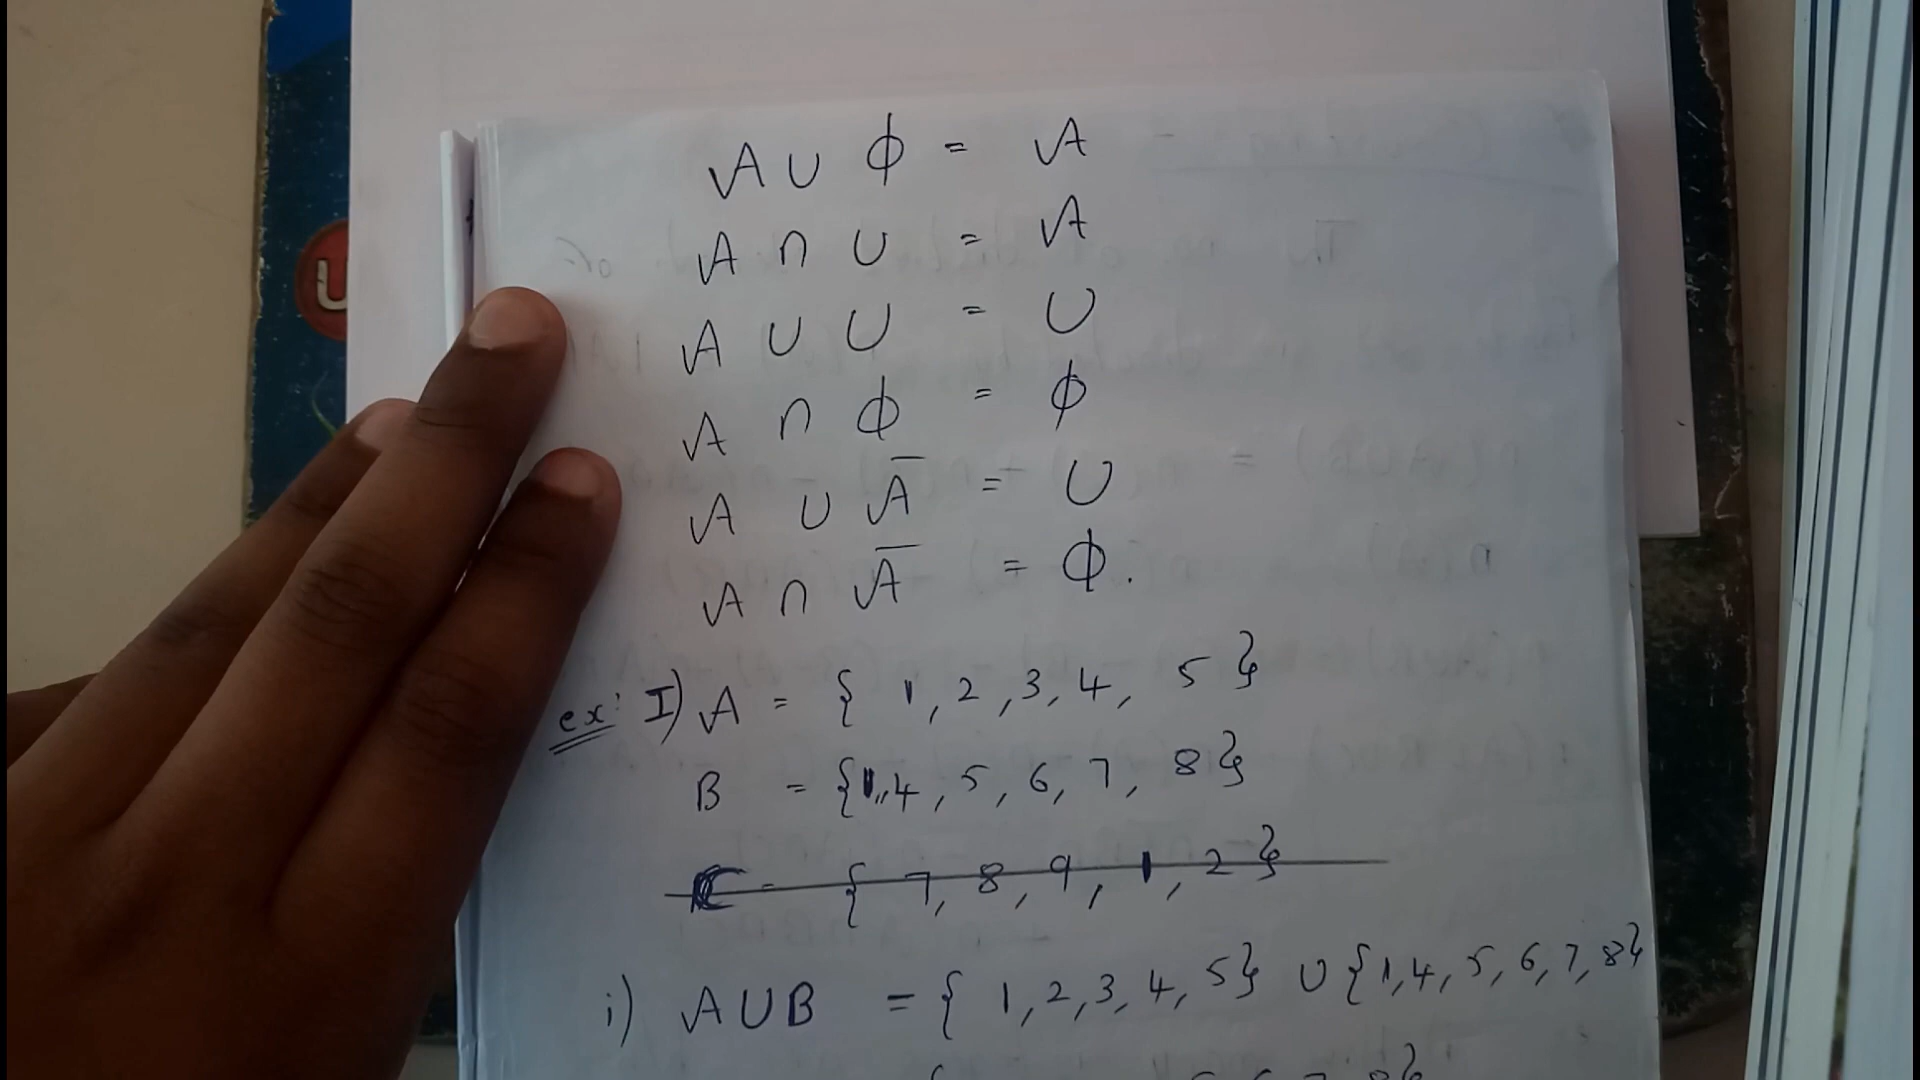 A ∪ ϕ = A
A ∩ U = A
A ∪ U = U
A ∩ ϕ = ϕ
A ∪ A̅ = U
A ∩ A̅ = ϕ.
ex: I) A = { 1, 2, 3, 4, 5 }
B = {1, 4, 5, 6, 7, 8}
C = { 7, 8, 9, 1, 2 }
i) A∪B = { 1, 2, 3, 4, 5} ∪ {1, 4, 5, 6, 7, 8}